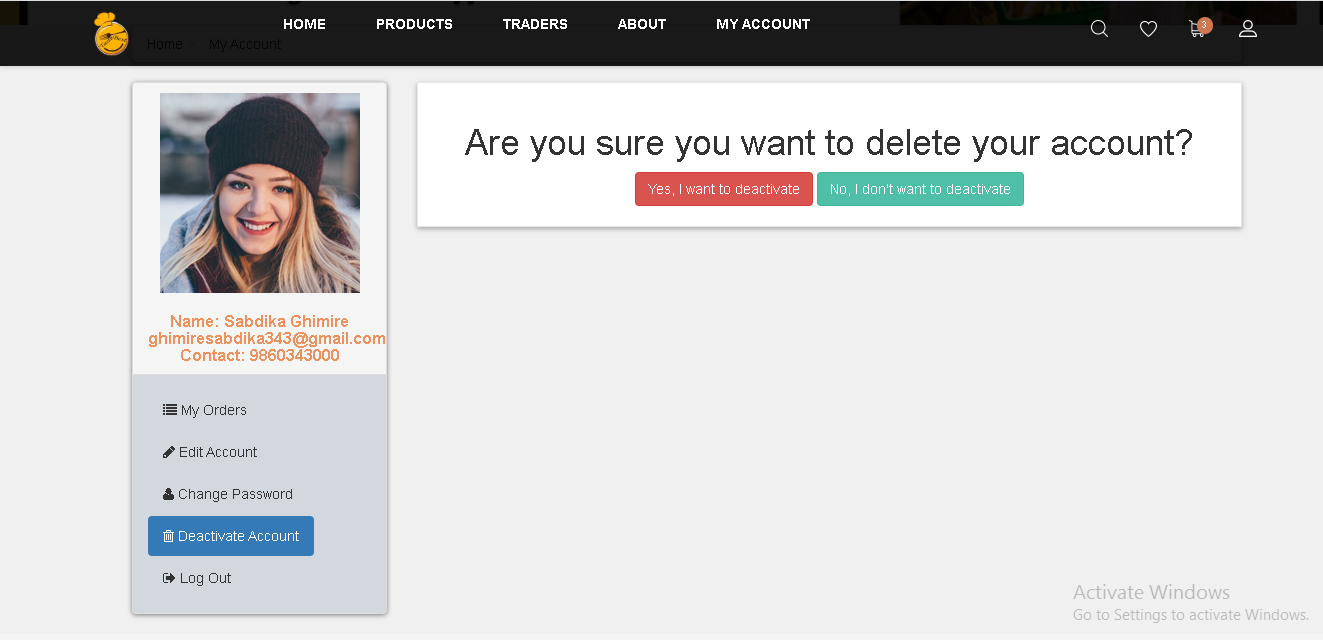 HOME PRODUCTS TRADERS ABOUT MY ACCOUNT
3
Home My Account
Are you sure you want to delete your account?
Yes, I want to deactivate No, I don't want to deactivate
Name: Sabdika Ghimire
ghimiresabdika343@gmail.com
Contact: 9860343000
My Orders
Edit Account
Change Password
Deactivate Account
Log Out
Activate Windows
Go to Settings to activate Windows.